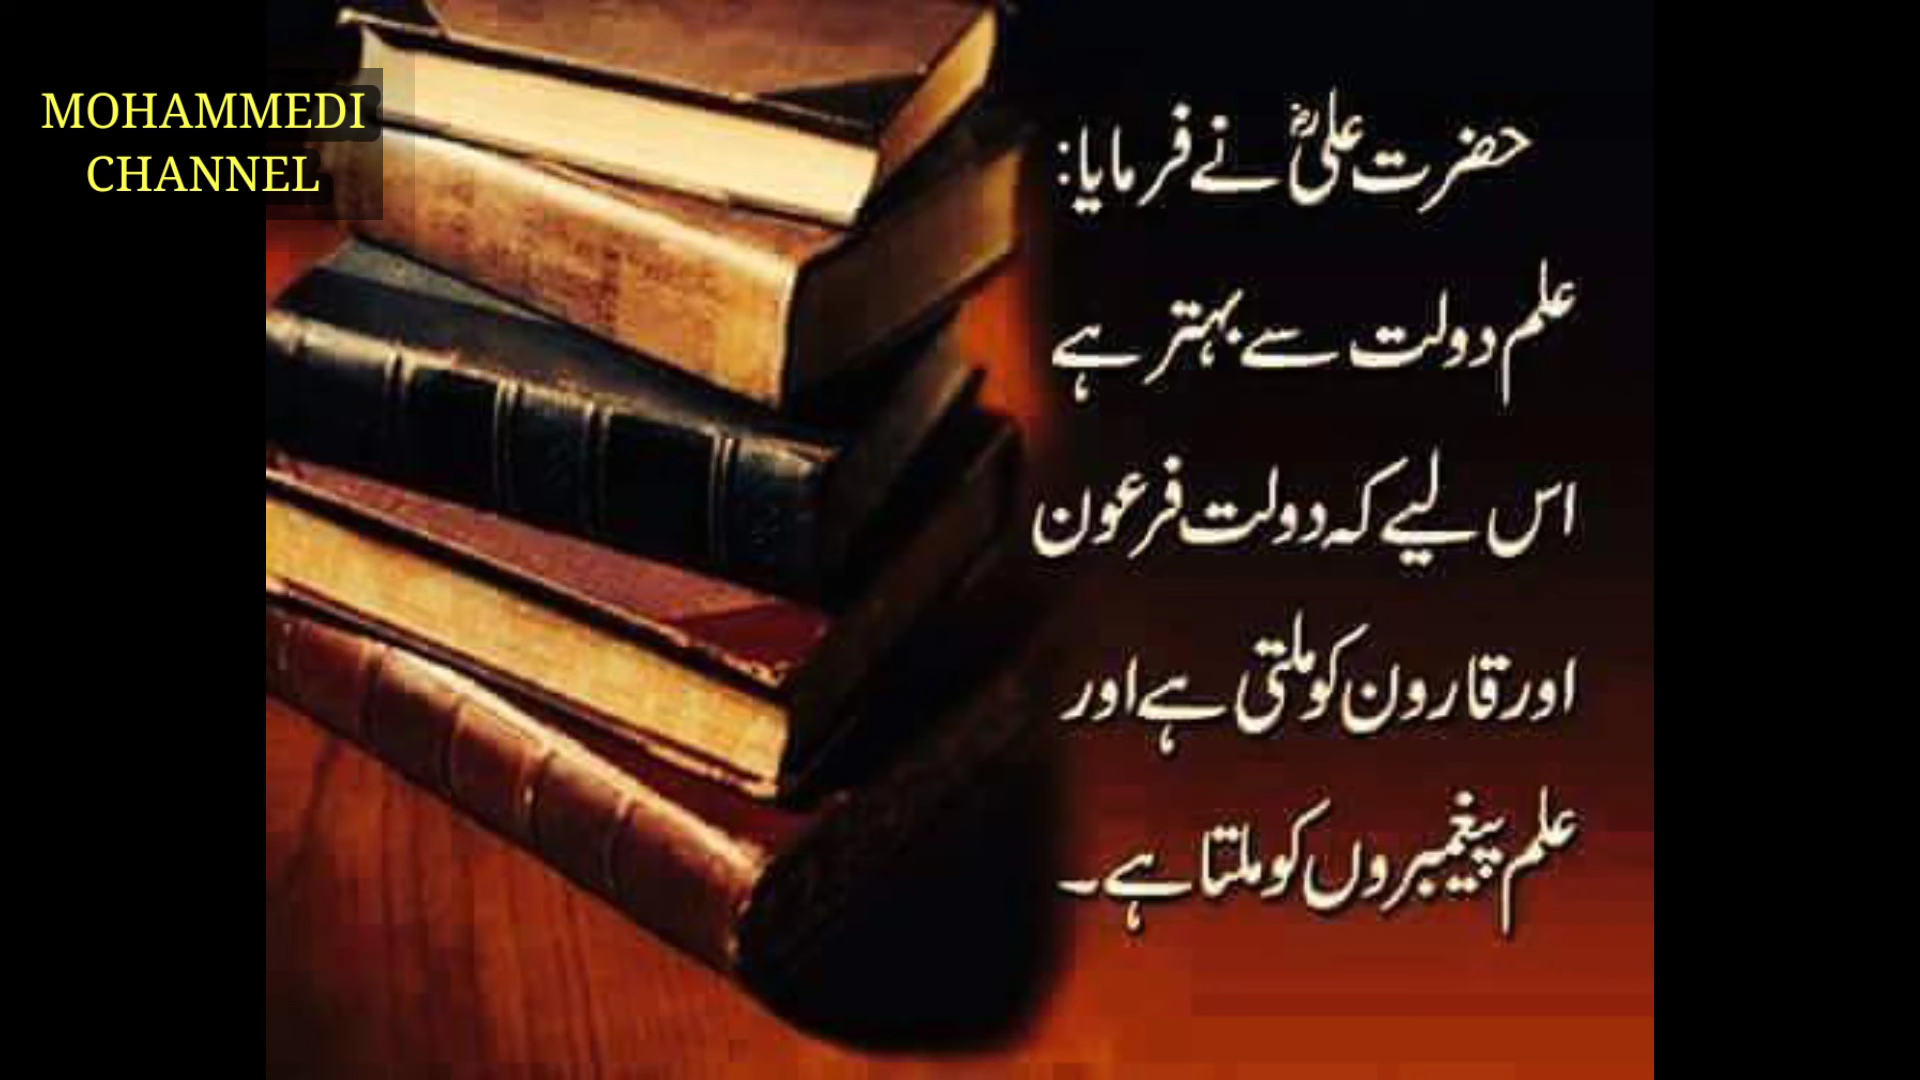 MOHAMMEDI
CHANNEL
حضرت علیؓ نے فرمایا:
علم دولت سے بہتر ہے
اس لیے کہ دولت فرعون
اور قارون کو ملتی ہے اور
علم پیغمبروں کو ملتا ہے۔